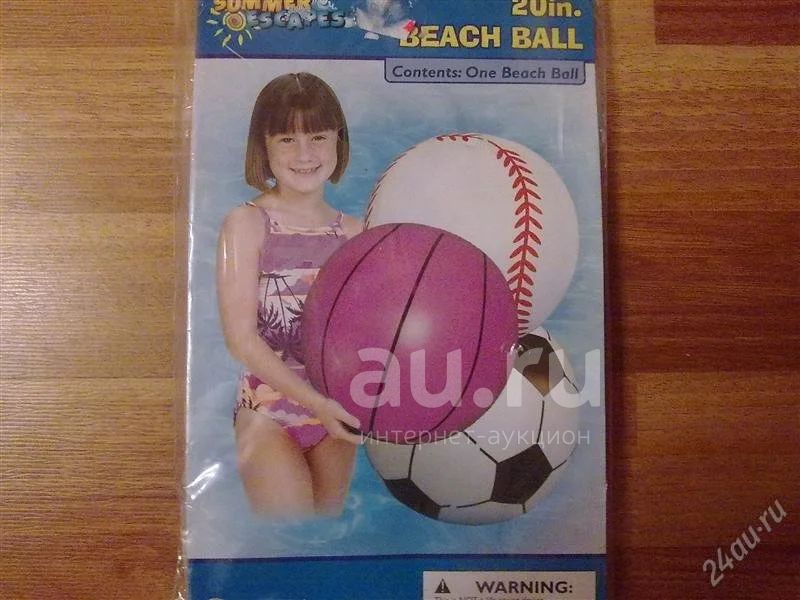 SUMMER
ESCAPES
20in.
BEACH BALL
Contents: One Beach Ball
au.ru
интернет-аукцион
24au.ru
WARNING: